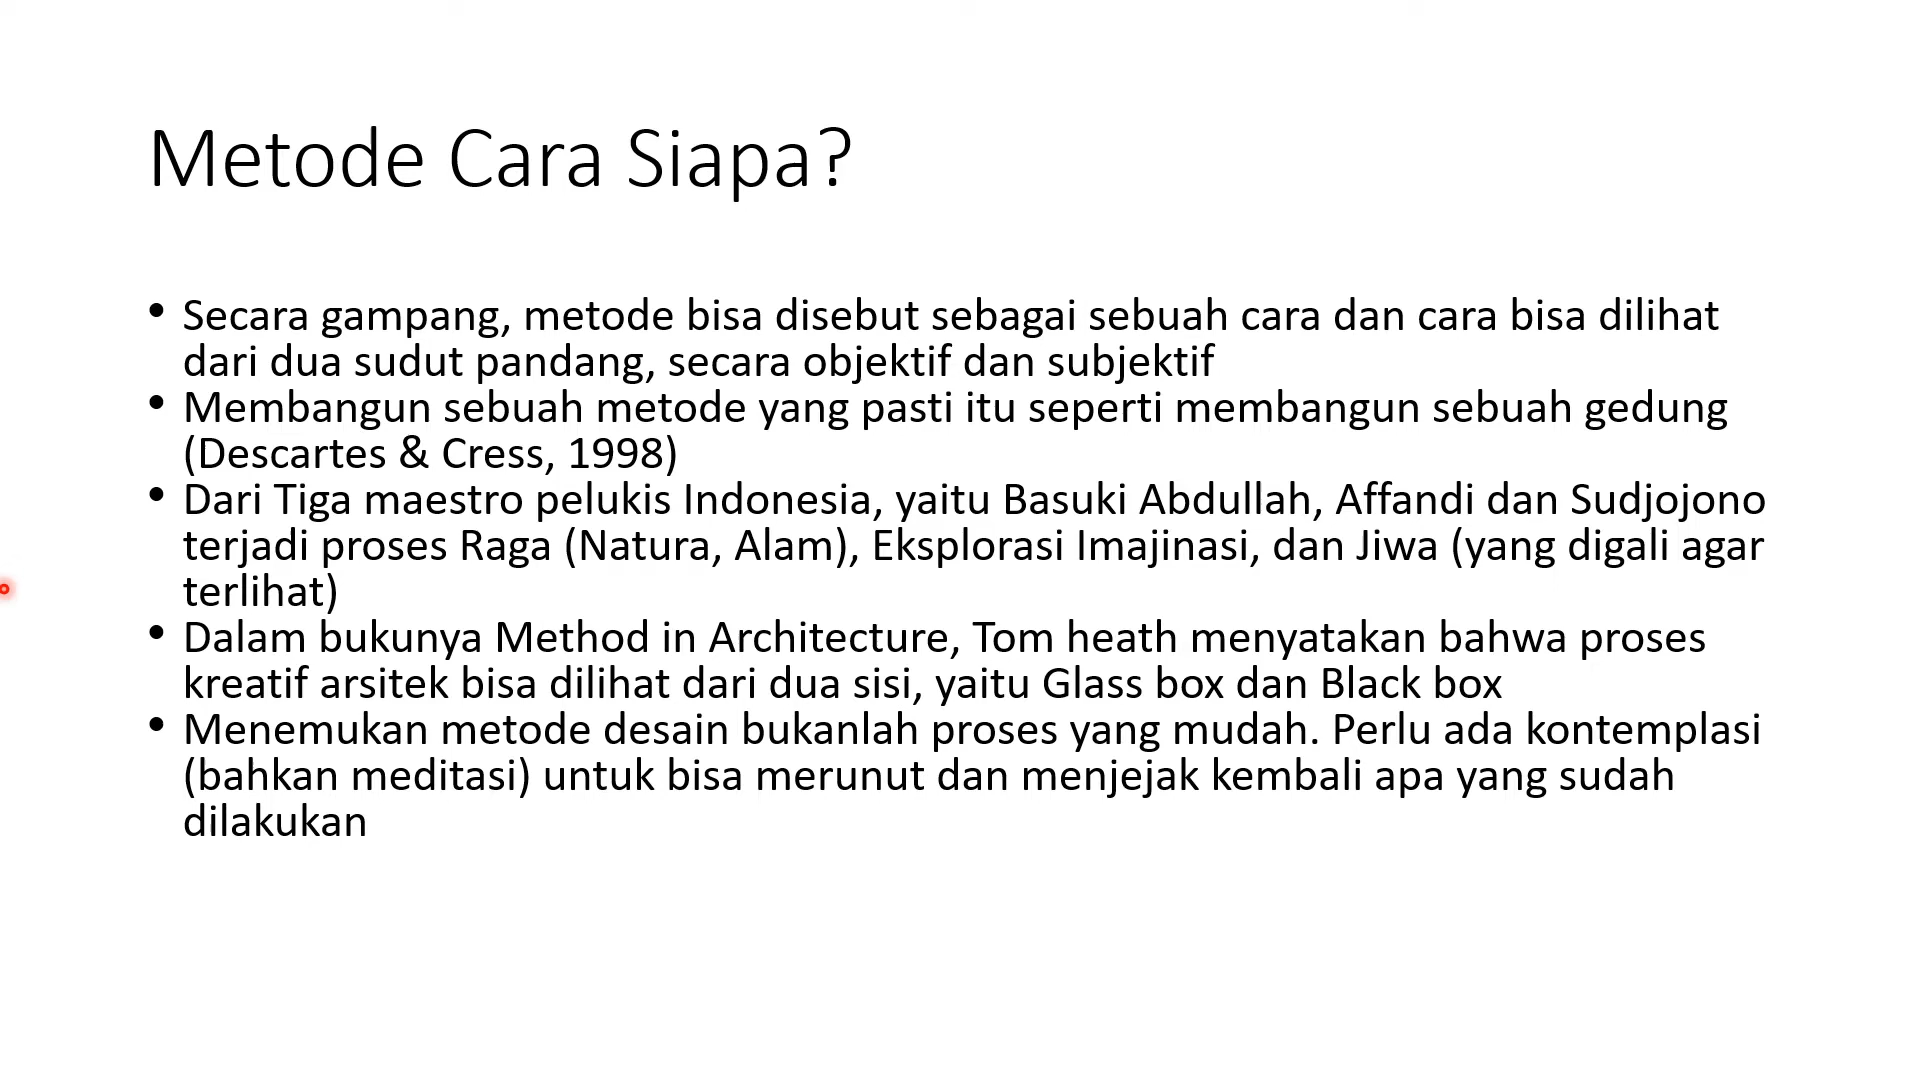 Metode Cara Siapa?
• Secara gampang, metode bisa disebut sebagai sebuah cara dan cara bisa dilihat
dari dua sudut pandang, secara objektif dan subjektif
• Membangun sebuah metode yang pasti itu seperti membangun sebuah gedung
(Descartes & Cress, 1998)
• Dari Tiga maestro pelukis Indonesia, yaitu Basuki Abdullah, Affandi dan Sudjojono
terjadi proses Raga (Natura, Alam), Eksplorasi Imajinasi, dan Jiwa (yang digali agar
terlihat)
• Dalam bukunya Method in Architecture, Tom heath menyatakan bahwa proses
kreatif arsitek bisa dilihat dari dua sisi, yaitu Glass box dan Black box
• Menemukan metode desain bukanlah proses yang mudah. Perlu ada kontemplasi
(bahkan meditasi) untuk bisa merunut dan menjejak kembali apa yang sudah
dilakukan